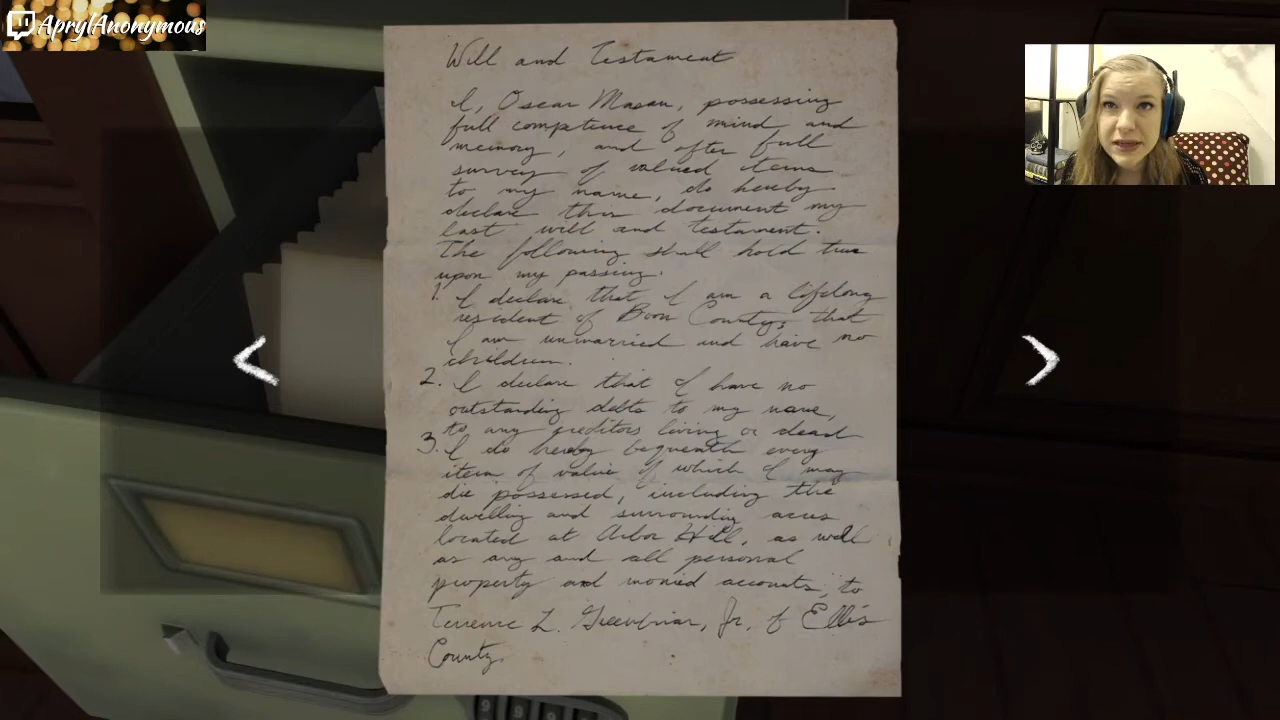 AprylAnonymous
Will and Testament
I, Oscar Masan, possessing
full competence of mind and
memory, and after full
survey of valued items
to my name, do hereby
declare this document my
last will and testament.
The following shall hold true
upon my passing:
1. I declare that I am a lifelong
resident of Boon County, that
I am unmarried and have no
children.
2. I declare that I have no
outstanding debts to my name,
to any creditors living or dead
3. I do hereby bequeath every
item of value of which I may
die possessed, including the
dwelling and surrounding acres
located at Arbor Hill, as well
as any and all personal
property and monied accounts, to
Terrence L. Greenbriar, Jr. of Ellis
County.